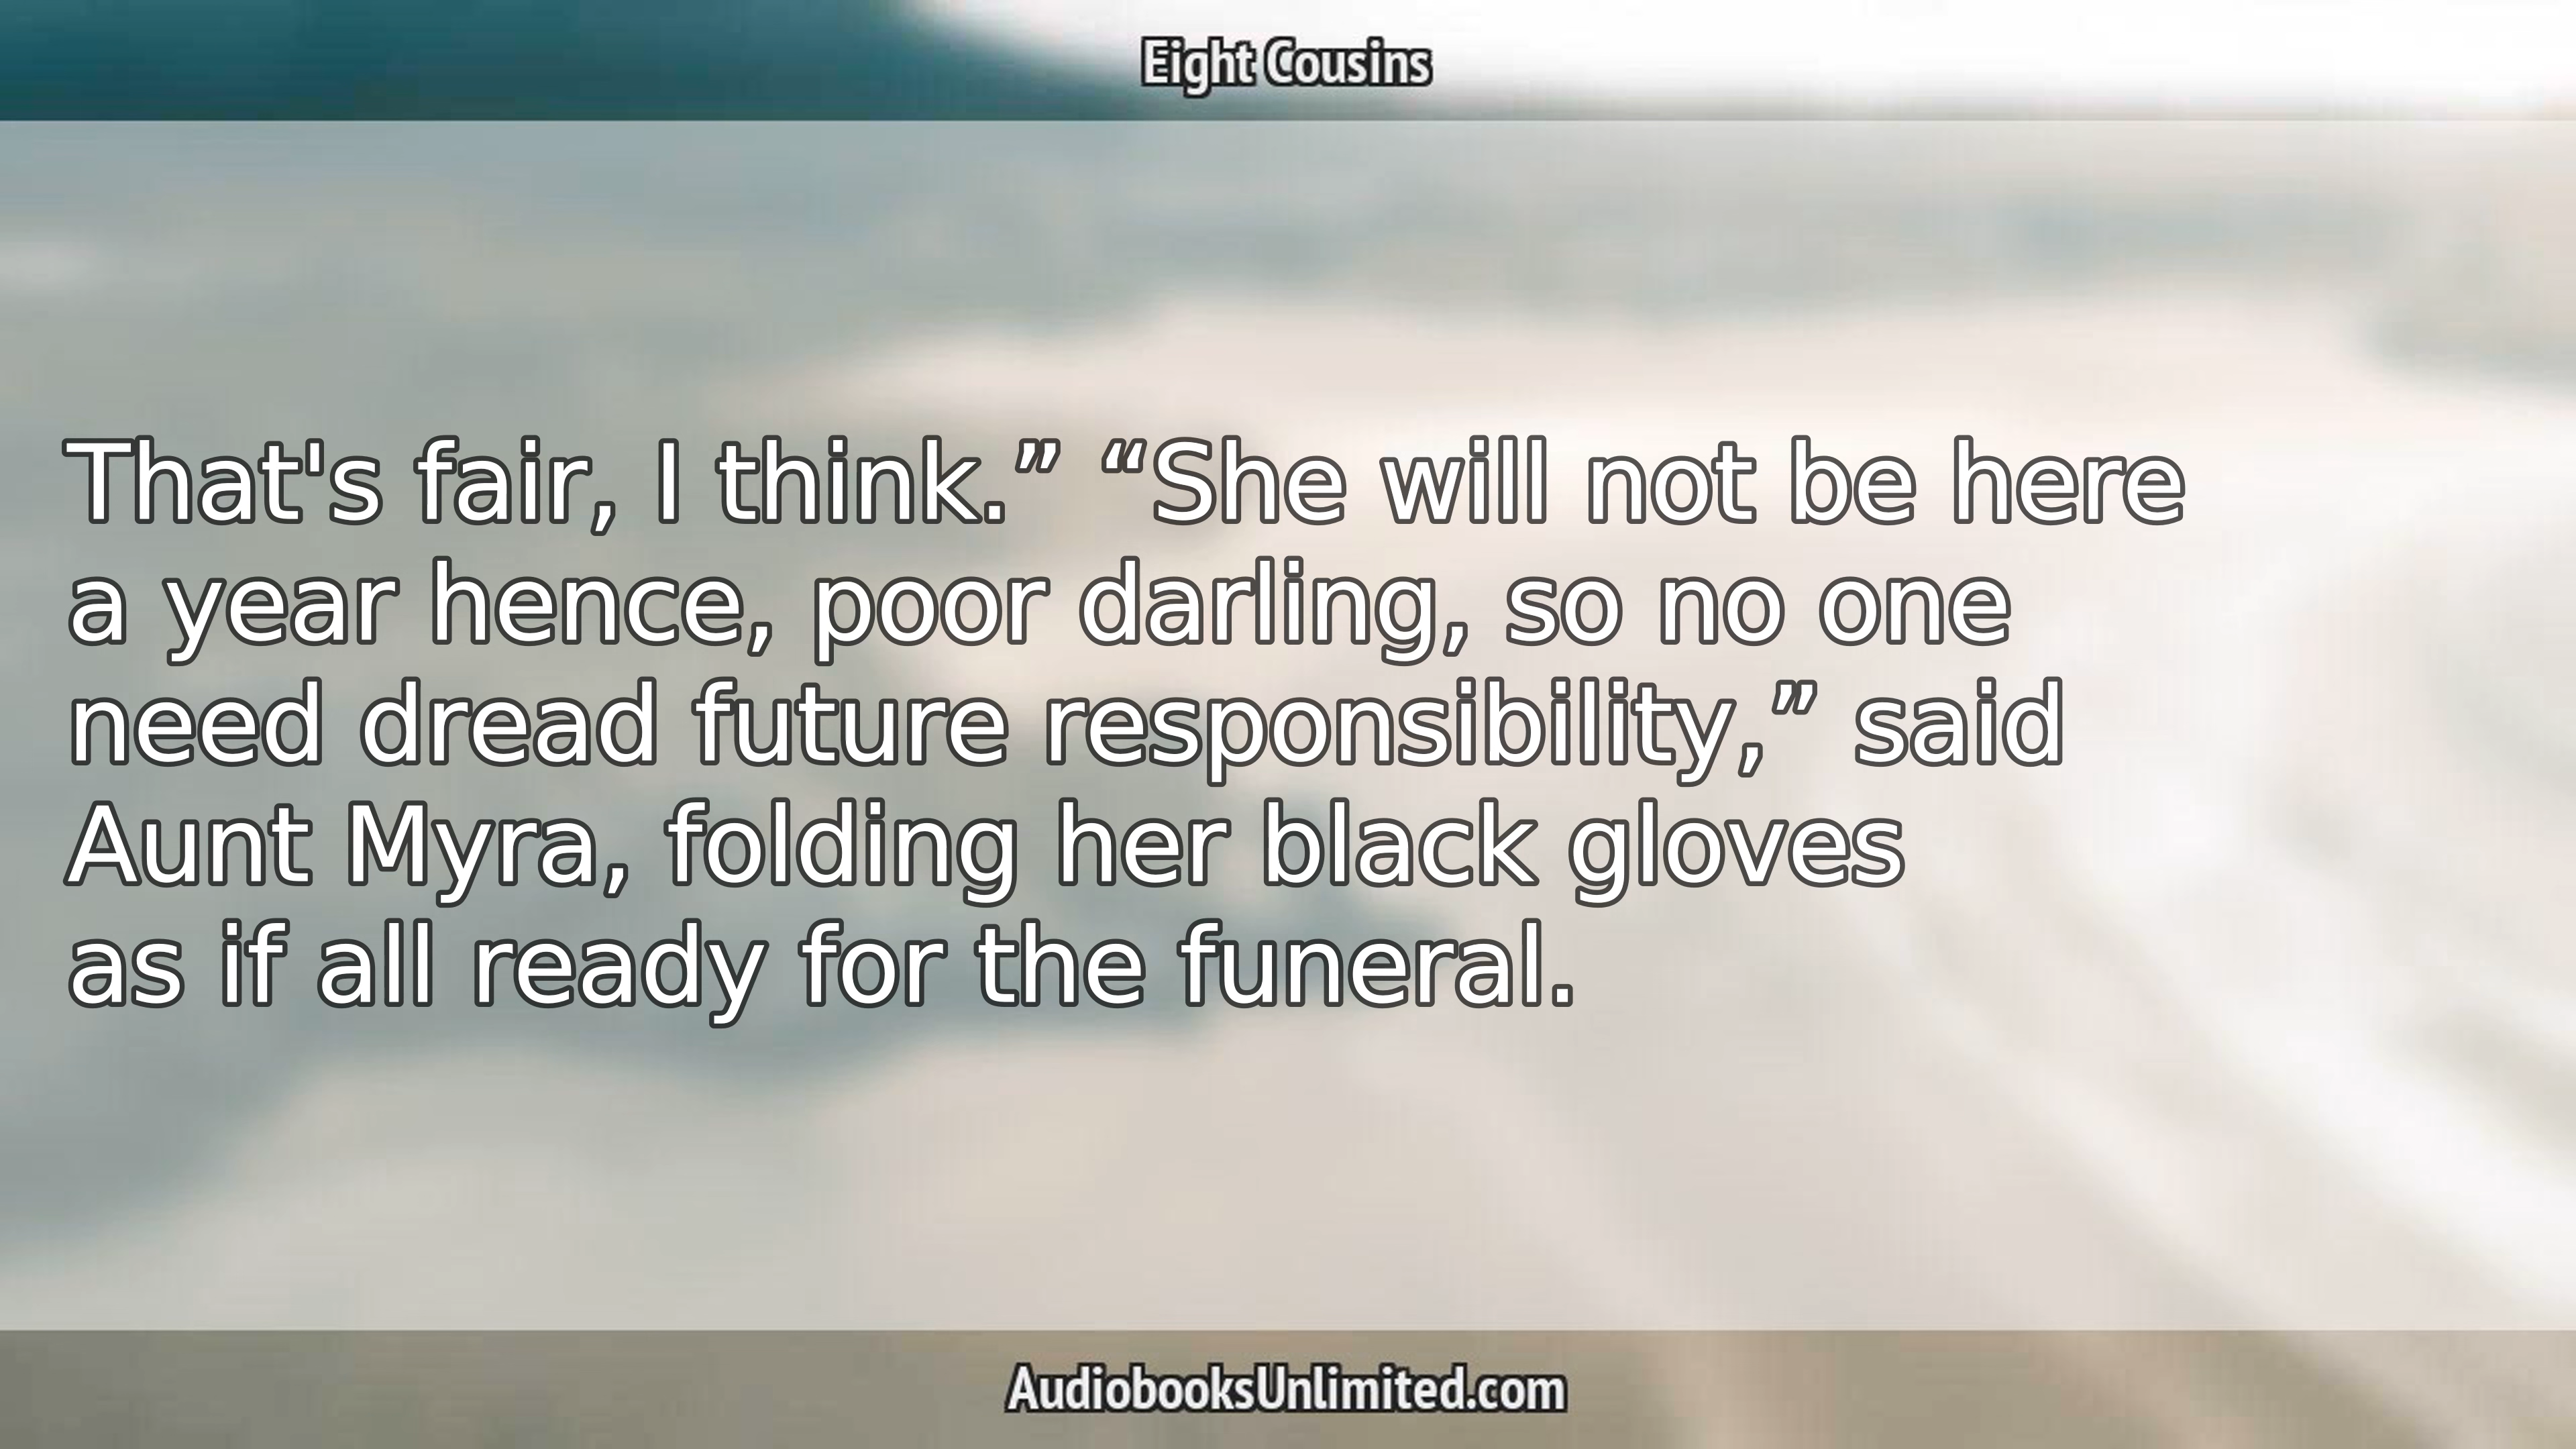 Eight Cousins
That's fair, I think.” “She will not be here
a year hence, poor darling, so no one
need dread future responsibility,” said
Aunt Myra, folding her black gloves
as if all ready for the funeral.
AudiobooksUnlimited.com